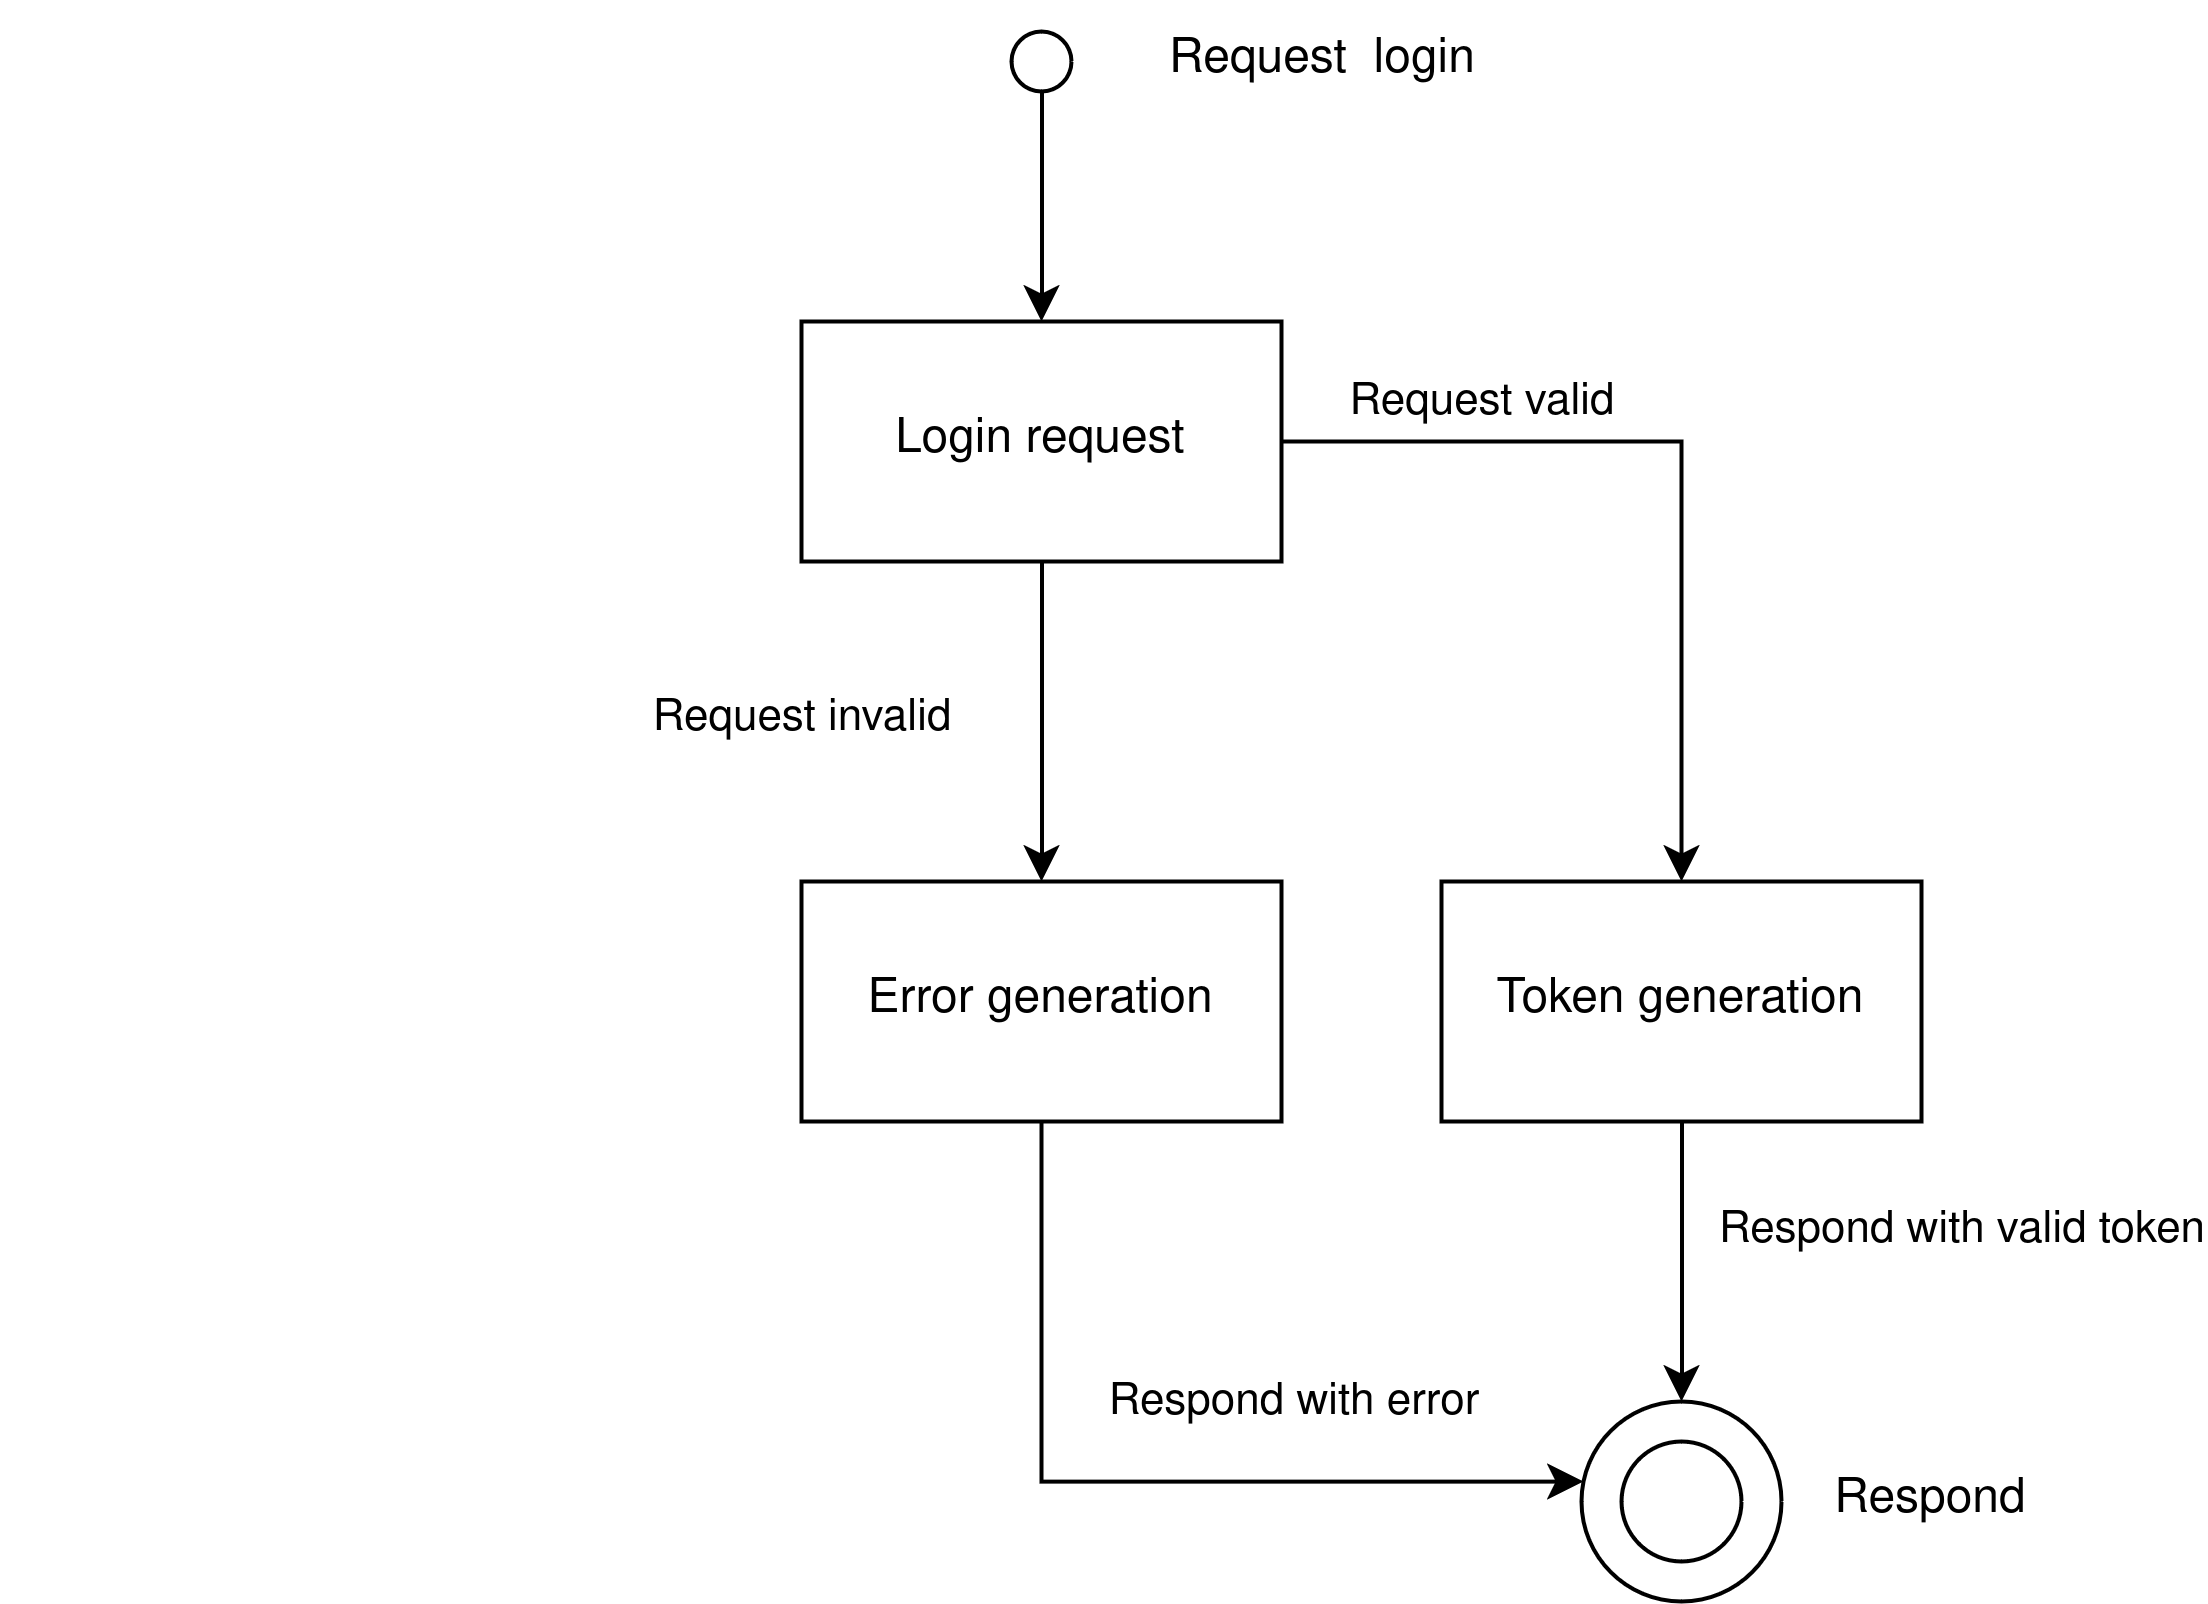 Request  login
Login request
Request valid
Request invalid
Error generation
Token generation
Respond with valid token
Respond with error
Respond